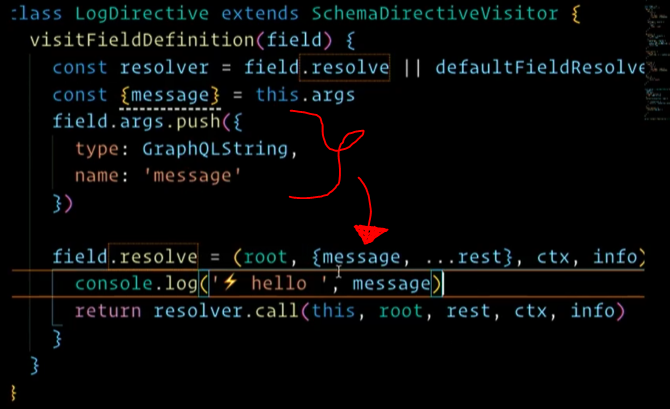 class LogDirective extends SchemaDirectiveVisitor {
visitFieldDefinition(field) {
const resolver = field.resolve || defaultFieldResolve
const {message} = this.args
field.args.push({
type: GraphQLString,
name: 'message'
})
field.resolve = (root, {message, ...rest}, ctx, info)
console.log('⚡ hello ', message)
return resolver.call(this, root, rest, ctx, info)
}
}
}